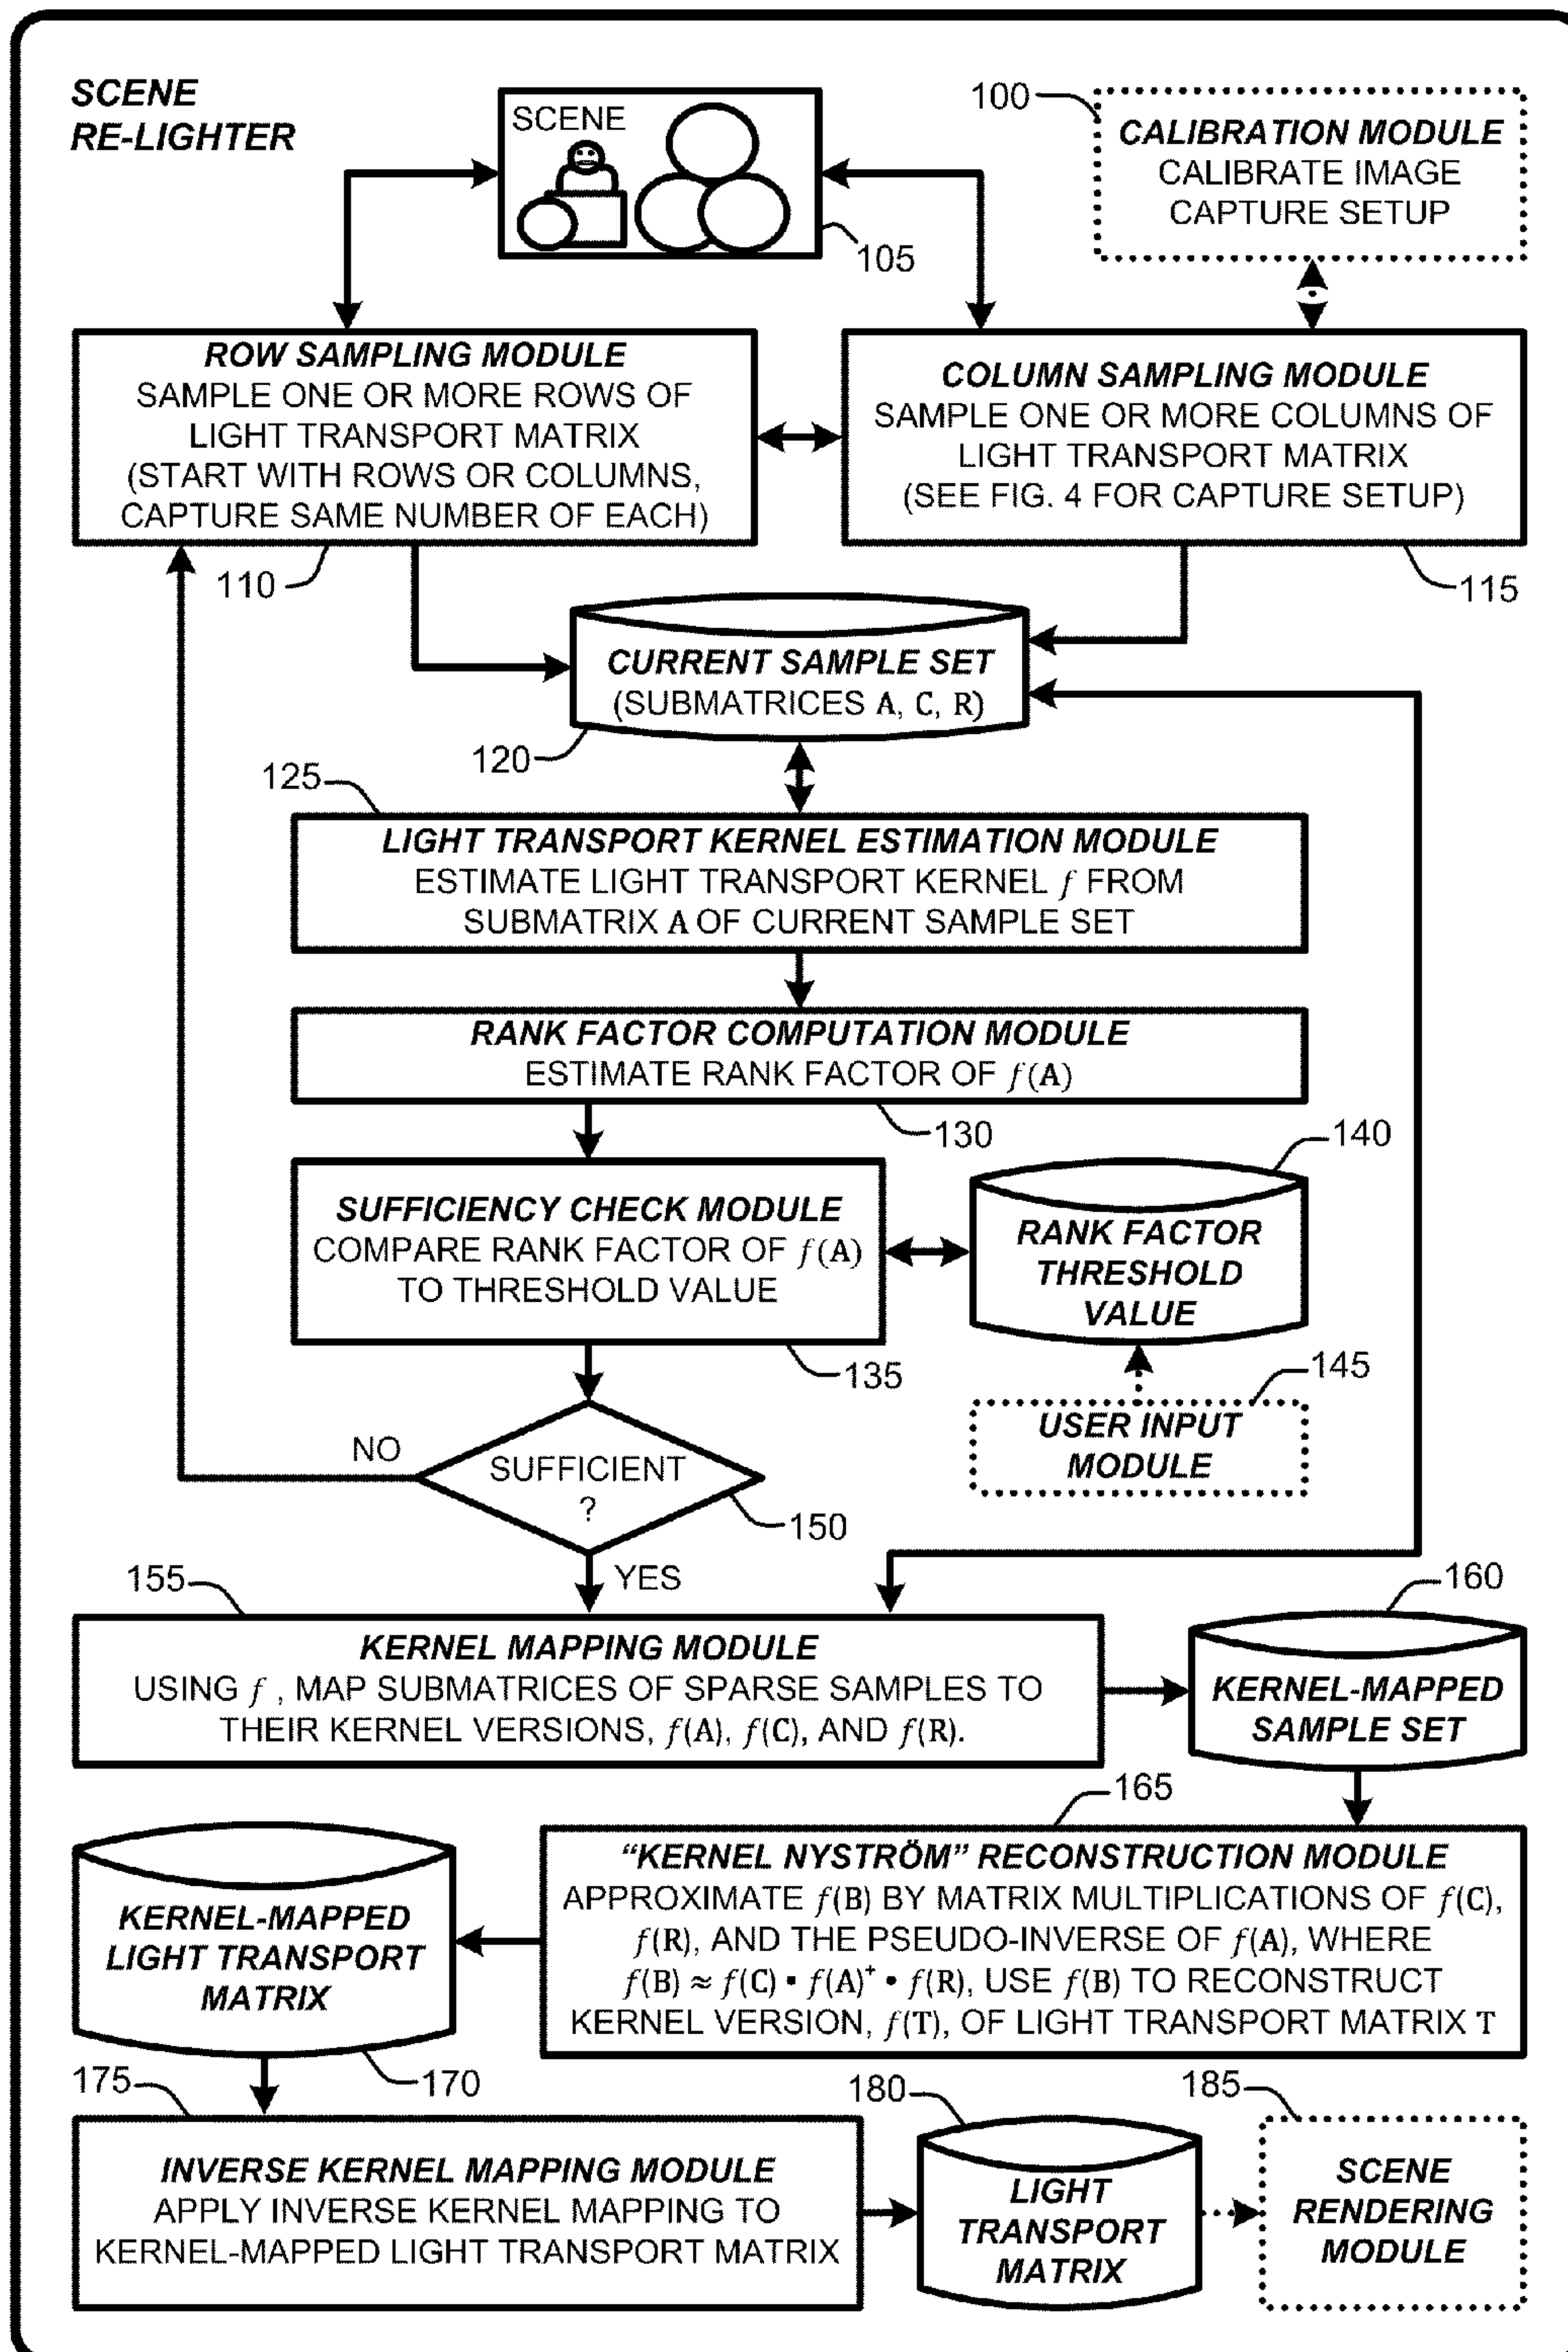 SCENE
RE-LIGHTER
SCENE
105
100
CALIBRATION MODULE
CALIBRATE IMAGE
CAPTURE SETUP
ROW SAMPLING MODULE
SAMPLE ONE OR MORE ROWS OF
LIGHT TRANSPORT MATRIX
(START WITH ROWS OR COLUMNS,
CAPTURE SAME NUMBER OF EACH)
110
COLUMN SAMPLING MODULE
SAMPLE ONE OR MORE COLUMNS OF
LIGHT TRANSPORT MATRIX
(SEE FIG. 4 FOR CAPTURE SETUP)
115
CURRENT SAMPLE SET
(SUBMATRICES A, C, R)
120
125
LIGHT TRANSPORT KERNEL ESTIMATION MODULE
ESTIMATE LIGHT TRANSPORT KERNEL f FROM
SUBMATRIX A OF CURRENT SAMPLE SET
RANK FACTOR COMPUTATION MODULE
ESTIMATE RANK FACTOR OF f(A)
130
SUFFICIENCY CHECK MODULE
COMPARE RANK FACTOR OF f(A)
TO THRESHOLD VALUE
135
140
RANK FACTOR
THRESHOLD
VALUE
145
USER INPUT
MODULE
NO
SUFFICIENT
?
150
YES
155
KERNEL MAPPING MODULE
USING f , MAP SUBMATRICES OF SPARSE SAMPLES TO
THEIR KERNEL VERSIONS, f(A), f(C), AND f(R).
160
KERNEL-MAPPED
SAMPLE SET
165
“KERNEL NYSTRÖM” RECONSTRUCTION MODULE
APPROXIMATE f(B) BY MATRIX MULTIPLICATIONS OF f(C),
f(R), AND THE PSEUDO-INVERSE OF f(A), WHERE
f(B) ≈ f(C) ▪ f(A)⁺ ▪ f(R), USE f(B) TO RECONSTRUCT
KERNEL VERSION, f(T), OF LIGHT TRANSPORT MATRIX T
KERNEL-MAPPED
LIGHT TRANSPORT
MATRIX
170
175
INVERSE KERNEL MAPPING MODULE
APPLY INVERSE KERNEL MAPPING TO
KERNEL-MAPPED LIGHT TRANSPORT MATRIX
180
LIGHT
TRANSPORT
MATRIX
185
SCENE
RENDERING
MODULE